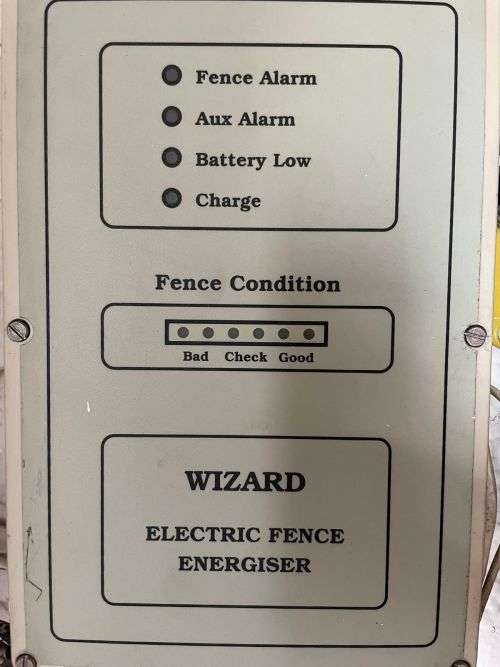 Fence Alarm
Aux Alarm
Battery Low
Charge
Fence Condition
Bad Check Good
WIZARD
ELECTRIC FENCE
ENERGISER